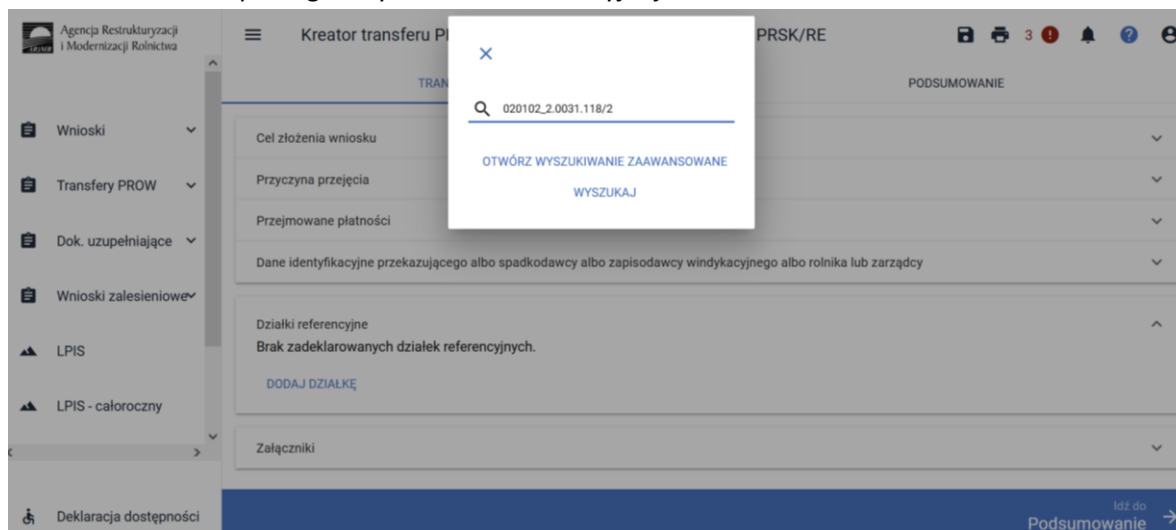 Agencja Restrukturyzacji
i Modernizacji Rolnictwa
Kreator transferu
PRSK/RE
3
TRAN
PODSUMOWANIE
020102_2.0031.118/2
OTWÓRZ WYSZUKIWANIE ZAAWANSOWANE
WYSZUKAJ
Wnioski
Transfery PROW
Dok. uzupełniające
Wnioski zalesieniowe
LPIS
LPIS - całoroczny
Deklaracja dostępności
Cel złożenia wniosku
Przyczyna przejęcia
Przejmowane płatności
Dane identyfikacyjne przekazującego albo spadkodawcy albo zapisodawcy windykacyjnego albo rolnika lub zarządcy
Działki referencyjne
Brak zadeklarowanych działek referencyjnych.
DODAJ DZIAŁKĘ
Załączniki
Idź do
Podsumowanie